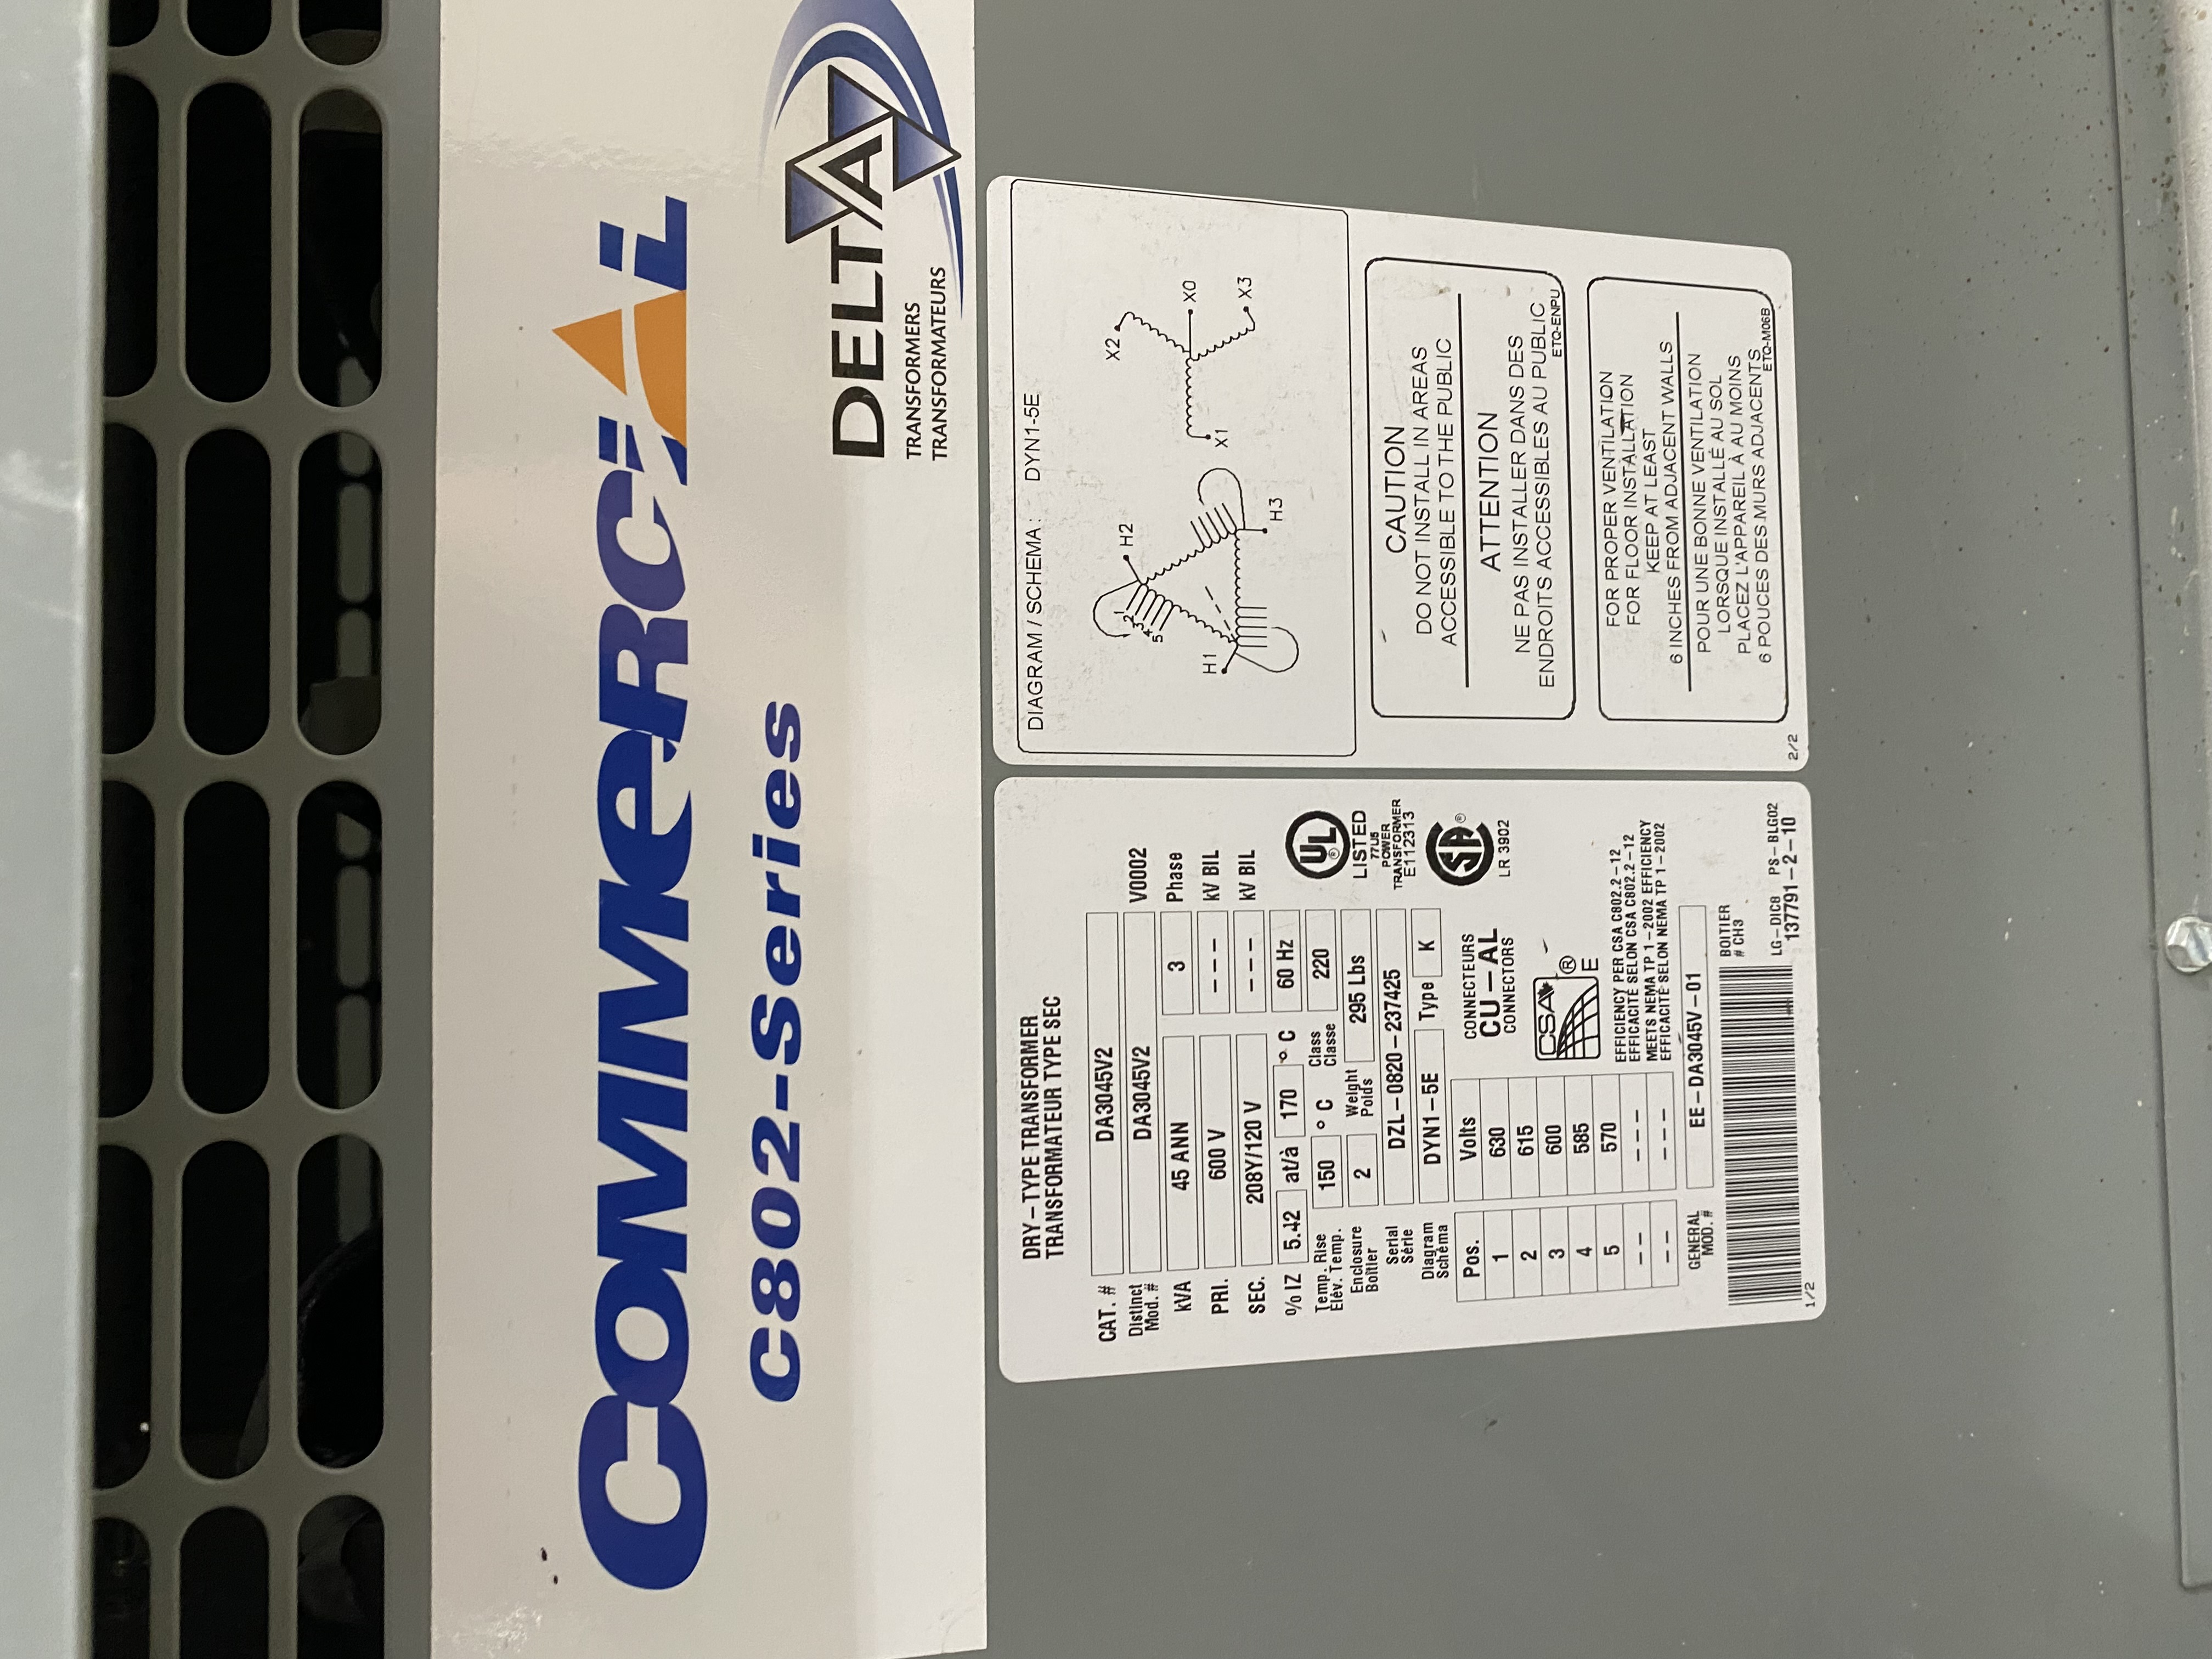 COMMeRCIAL
C802-Series
DELTA
TRANSFORMERS
TRANSFORMATEURS
DRY-TYPE TRANSFORMER
TRANSFORMATEUR TYPE SEC
CAT. # DA3045V2
Distinct Mod. # DA3045V2 V0002
kVA 45 ANN 3 Phase
PRI. 600 V ---- kV BIL
SEC. 208Y/120 V --- kV BIL
% IZ 5.42 at/à 170 °C 60 Hz
Temp. Rise 150 °C Class 220
Élév. Temp. Classe
Enclosure 2 Weight 295 Lbs
Boîtier Poids
Serial DZL-0820-237425
Série
Diagram DYN1-5E Type K
Schéma
Pos. Volts
1 630
2 615
3 600
4 585
5 570
-- ---
-- ---
UL
®
LISTED
77U5
POWER
TRANSFORMER
E112313
SA ®
LR 3902
CONNECTEURS
CU-AL
CONNECTORS
CSA
®
E
EFFICIENCY PER CSA C802.2-12
EFFICACITÉ SELON CSA C802.2-12
MEETS NEMA TP 1-2002 EFFICIENCY
EFFICACITÉ SELON NEMA TP 1-2002
GENERAL MOD. # EE-DA3045V-01
BOITIER
# CH3
LG-DIC8 PS-BLG02
137791-2-10
1/2
DIAGRAM / SCHEMA: DYN1-5E
H1
H2
H3
1
2
3
4
5
X1
X2
X0
X3
CAUTION
DO NOT INSTALL IN AREAS
ACCESSIBLE TO THE PUBLIC
ATTENTION
NE PAS INSTALLER DANS DES
ENDROITS ACCESSIBLES AU PUBLIC
ETQ-ENPU
FOR PROPER VENTILATION
FOR FLOOR INSTALLATION
KEEP AT LEAST
6 INCHES FROM ADJACENT WALLS
POUR UNE BONNE VENTILATION
LORSQUE INSTALLÉ AU SOL
PLACEZ L'APPAREIL À AU MOINS
6 POUCES DES MURS ADJACENTS
ETQ-M06B
2/2